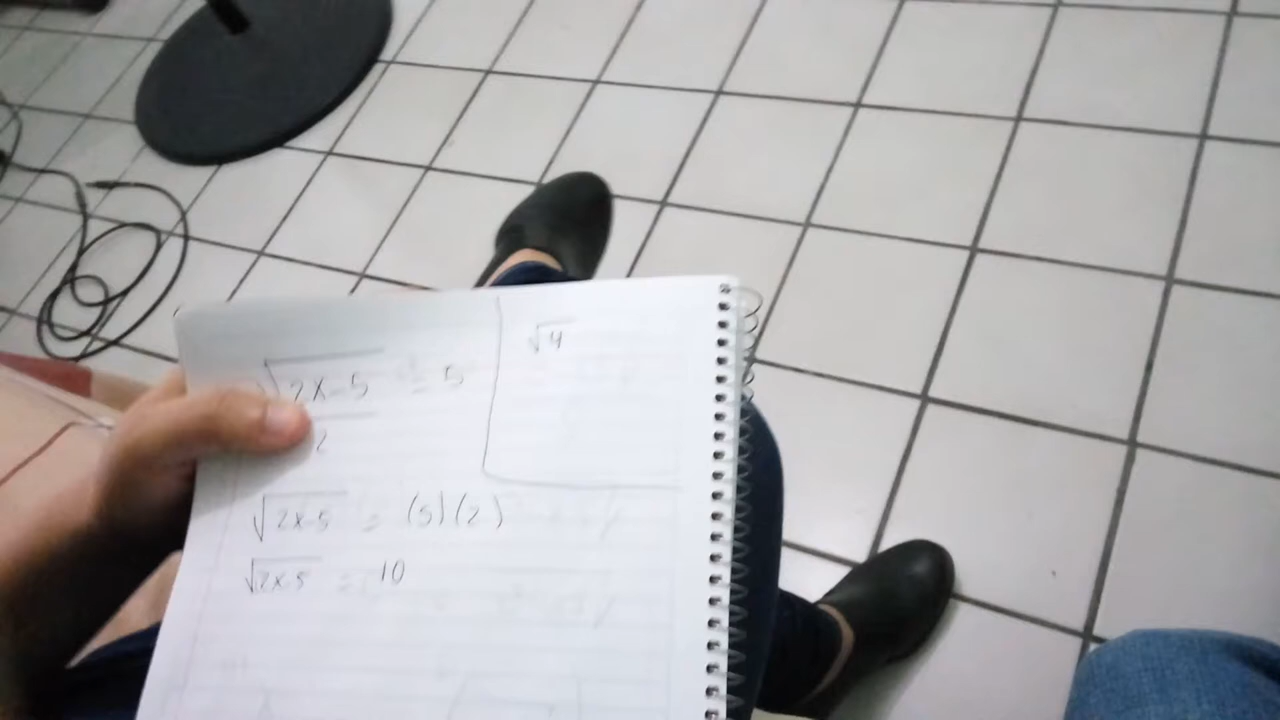 √2x-5 = 5
2
√4
√2x-5 = (5)(2)
√2x-5 = 10